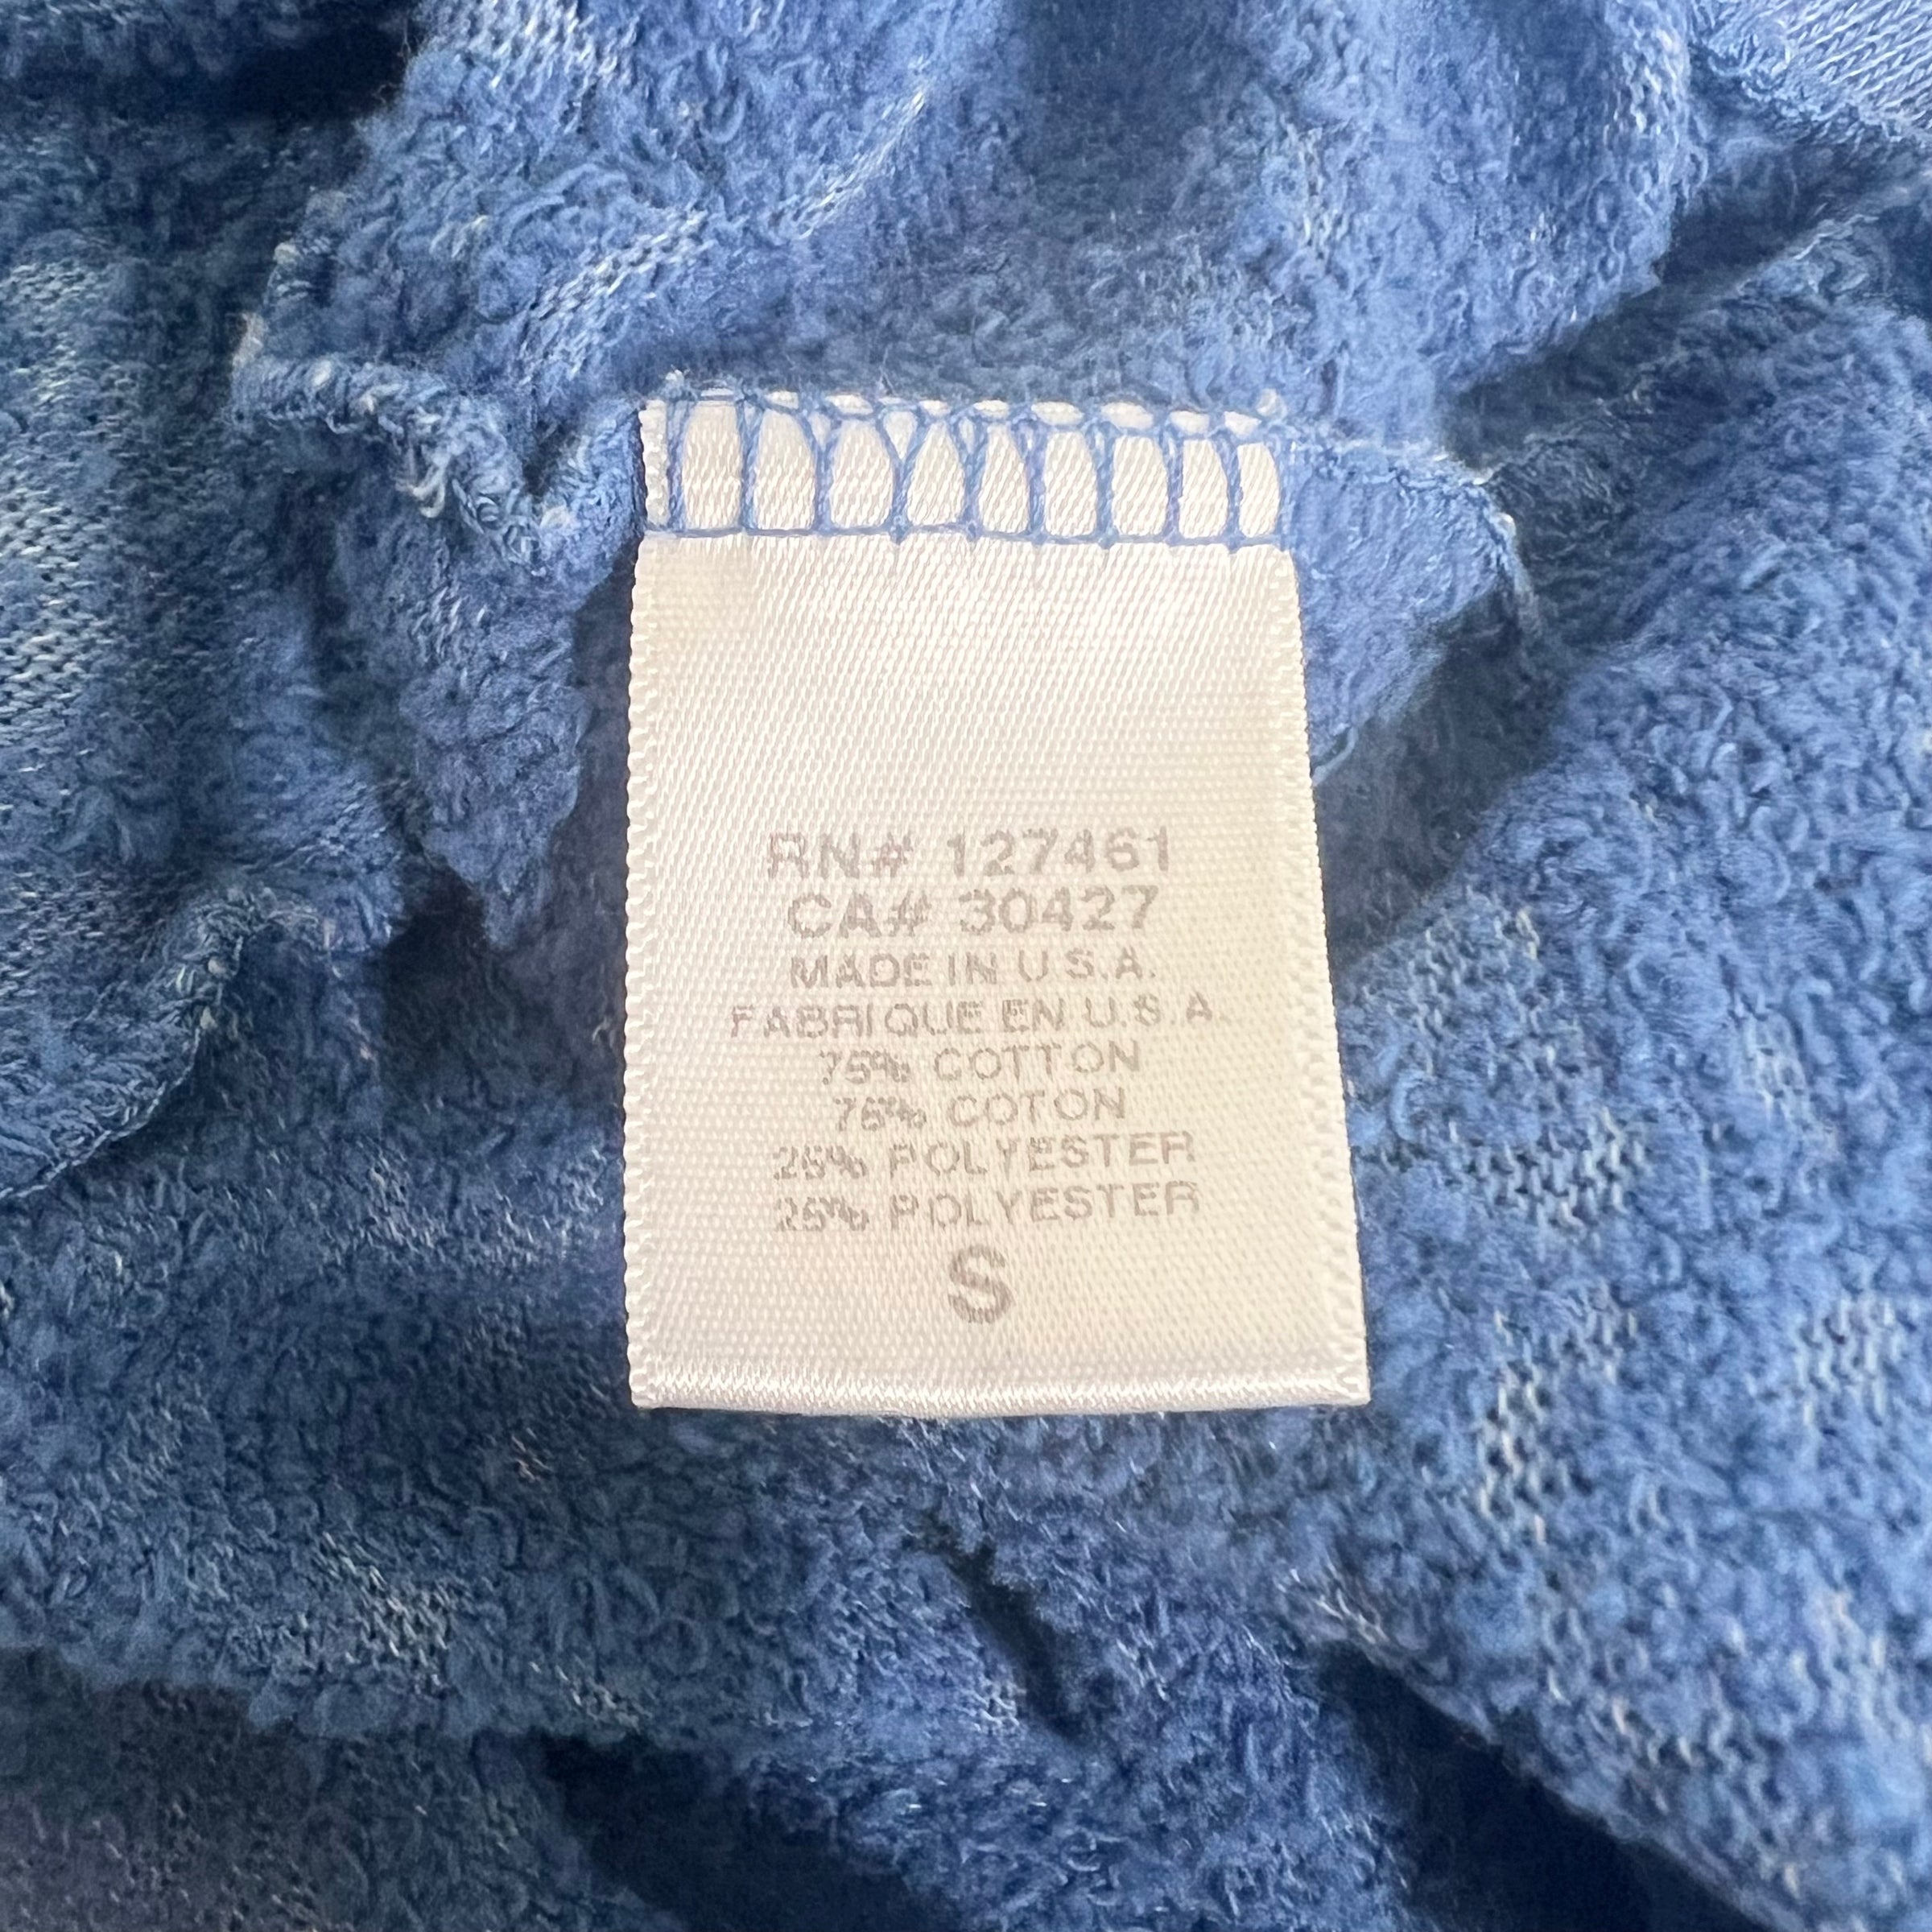 RN# 127461
CA# 30427
MADE IN U.S.A.
FABRIQUE EN U.S.A.
75% COTTON
75% COTON
25% POLYESTER
25% POLYESTER
S